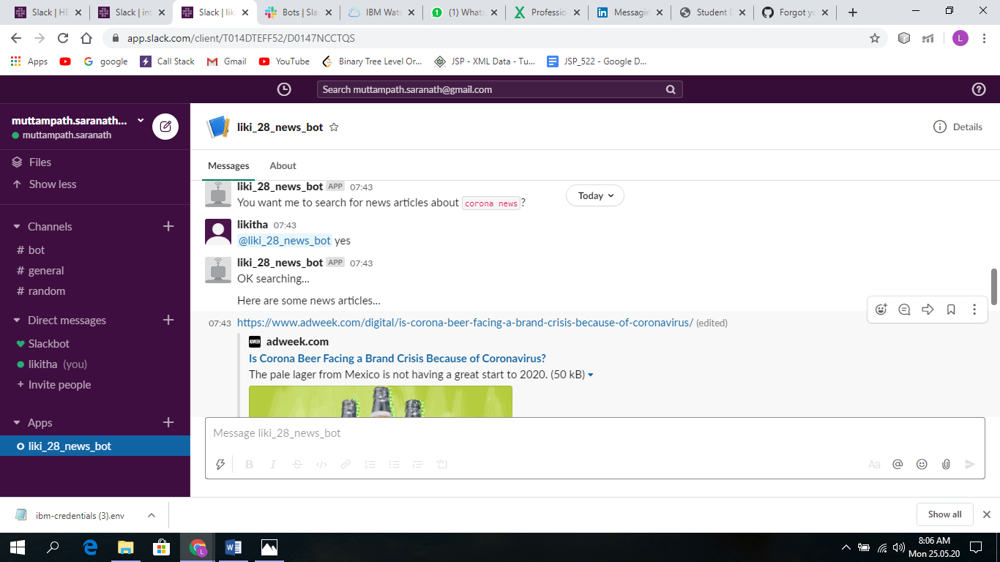 Slack | HE
Slack | int
Slack | lik
Bots | Sla
IBM Wats
(1) Whats
Professio
Messagin
Student D
Forgot yo
app.slack.com/client/T014DTEFF52/D0147NCCTQS
L
Apps
google
Call Stack
Gmail
YouTube
Binary Tree Level Or...
JSP - XML Data - Tu...
JSP_522 - Google D...
Search muttampath.saranath@gmail.com
muttampath.saranath...
muttampath.saranath
liki_28_news_bot
Details
Files
Show less
Messages About
liki_28_news_bot APP 07:43
Today
You want me to search for news articles about corona news?
likitha 07:43
@liki_28_news_bot yes
liki_28_news_bot APP 07:43
OK searching...
Here are some news articles...
07:43 https://www.adweek.com/digital/is-corona-beer-facing-a-brand-crisis-because-of-coronavirus/ (edited)
ADWEEK adweek.com
Is Corona Beer Facing a Brand Crisis Because of Coronavirus?
The pale lager from Mexico is not having a great start to 2020. (50 kB)
Channels
# bot
# general
# random
Direct messages
Slackbot
likitha (you)
+ Invite people
Apps
liki_28_news_bot
Message liki_28_news_bot
B I S </> Aa @
ibm-credentials (3).env
Show all
L
8:06 AM
Mon 25.05.20